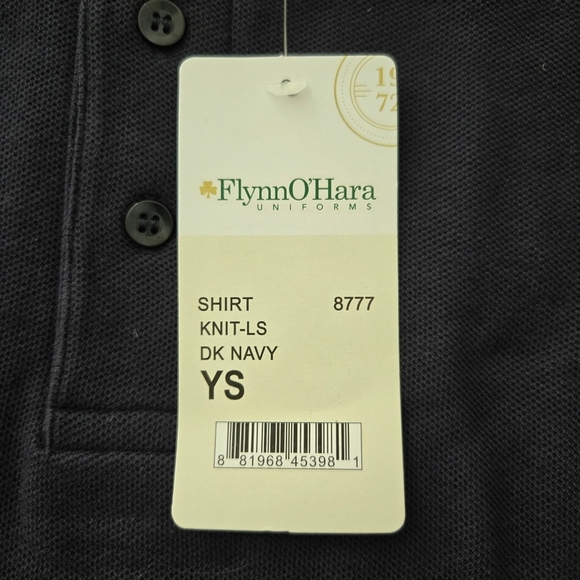 19
72
FlynnO'Hara
UNIFORMS
SHIRT 8777
KNIT-LS
DK NAVY
YS
8 81968 45398 1